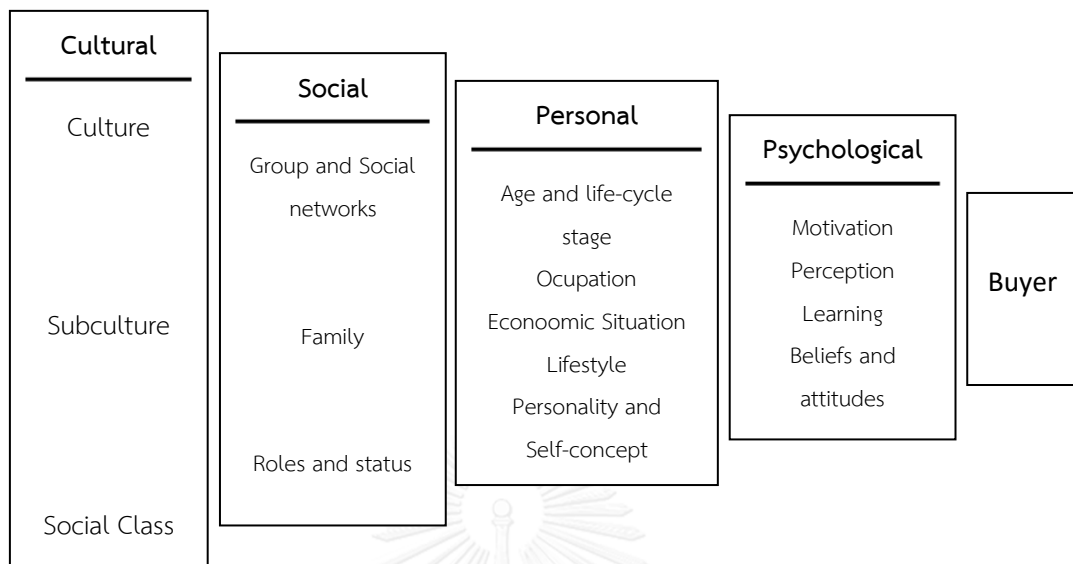 Cultural
Culture
Subculture
Social Class
Social
Group and Social
networks
Family
Roles and status
Personal
Age and life-cycle
stage
Ocupation
Econoomic Situation
Lifestyle
Personality and
Self-concept
Psychological
Motivation
Perception
Learning
Beliefs and
attitudes
Buyer